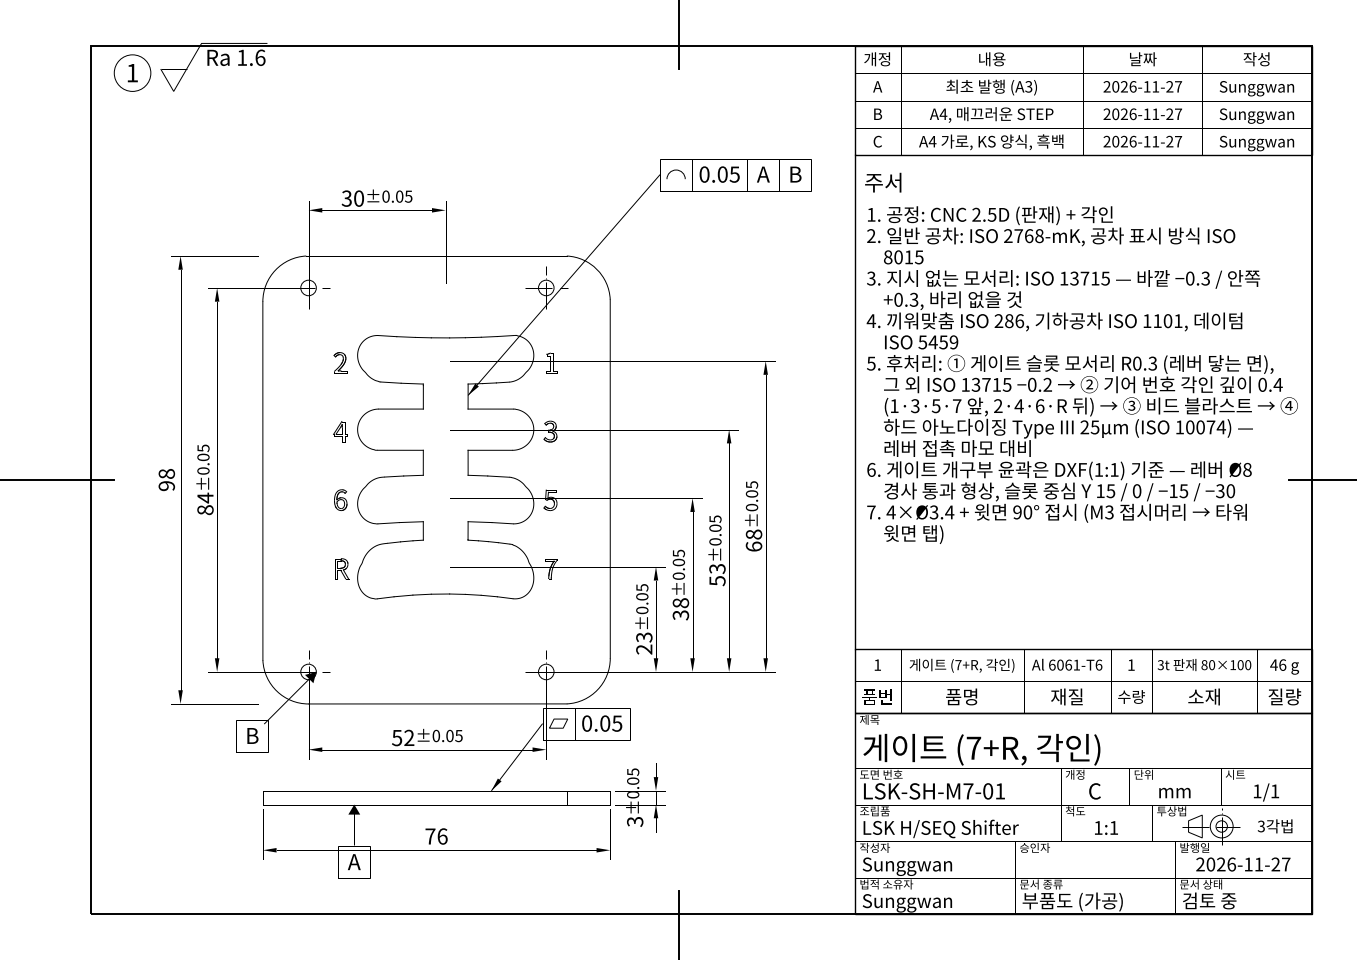 1 Ra 1.6
0.05 A B
30±0.05
2 1
4 3
6 5
R 7
98
84±0.05
68±0.05
53±0.05
38±0.05
23±0.05
B
0.05
52±0.05
3±0.05
76
A
개정 내용 날짜 작성
A 최초 발행 (A3) 2026-11-27 Sunggwan
B A4, 매끄러운 STEP 2026-11-27 Sunggwan
C A4 가로, KS 양식, 흑백 2026-11-27 Sunggwan
주서
1. 공정: CNC 2.5D (판재) + 각인
2. 일반 공차: ISO 2768-mK, 공차 표시 방식 ISO
8015
3. 지시 없는 모서리: ISO 13715 — 바깥 −0.3 / 안쪽
+0.3, 바리 없을 것
4. 끼워맞춤 ISO 286, 기하공차 ISO 1101, 데이텀
ISO 5459
5. 후처리: ① 게이트 슬롯 모서리 R0.3 (레버 닿는 면),
그 외 ISO 13715 −0.2 → ② 기어 번호 각인 깊이 0.4
(1·3·5·7 앞, 2·4·6·R 뒤) → ③ 비드 블라스트 → ④
하드 아노다이징 Type III 25µm (ISO 10074) —
레버 접촉 마모 대비
6. 게이트 개구부 윤곽은 DXF(1:1) 기준 — 레버 Ø8
경사 통과 형상, 슬롯 중심 Y 15 / 0 / −15 / −30
7. 4×Ø3.4 + 윗면 90° 접시 (M3 접시머리 → 타워
윗면 탭)
1 게이트 (7+R, 각인) Al 6061-T6 1 3t 판재 80×100 46 g
품번 품명 재질 수량 소재 질량
제목
게이트 (7+R, 각인)
도면 번호 개정 단위 시트
LSK-SH-M7-01 C mm 1/1
조립품 척도 투상법
LSK H/SEQ Shifter 1:1 3각법
작성자 승인자 발행일
Sunggwan 2026-11-27
법적 소유자 문서 종류 문서 상태
Sunggwan 부품도 (가공) 검토 중